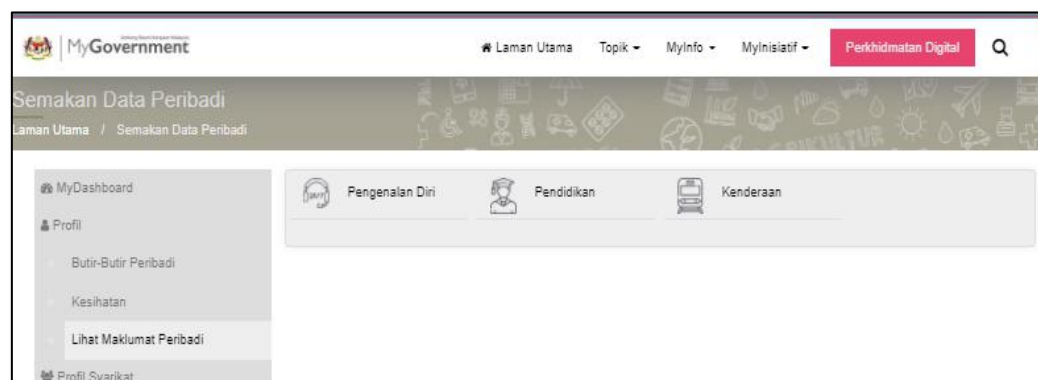 MyGovernment
Laman Utama Topik MyInfo MyInisiatif Perkhidmatan Digital
Semakan Data Peribadi
Laman Utama / Semakan Data Peribadi
MyDashboard
Profil
Butir-Butir Peribadi
Kesihatan
Lihat Maklumat Peribadi
Profil Syarikat
Pengenalan Diri Pendidikan Kenderaan